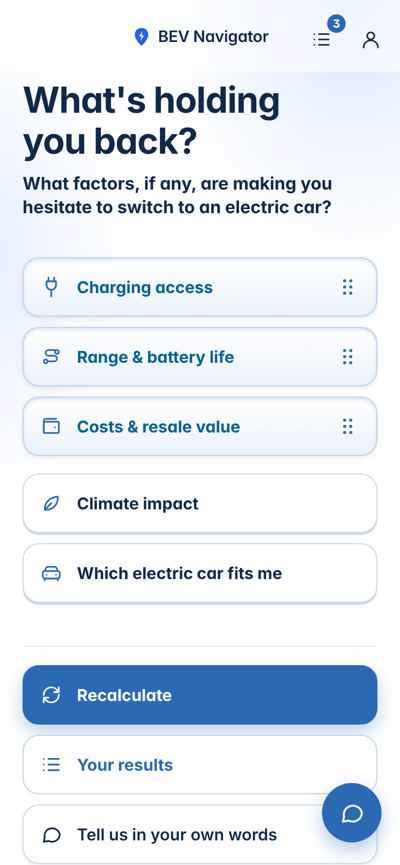 BEV Navigator
3
What's holding
you back?
What factors, if any, are making you
hesitate to switch to an electric car?
Charging access
Range & battery life
Costs & resale value
Climate impact
Which electric car fits me
Recalculate
Your results
Tell us in your own words